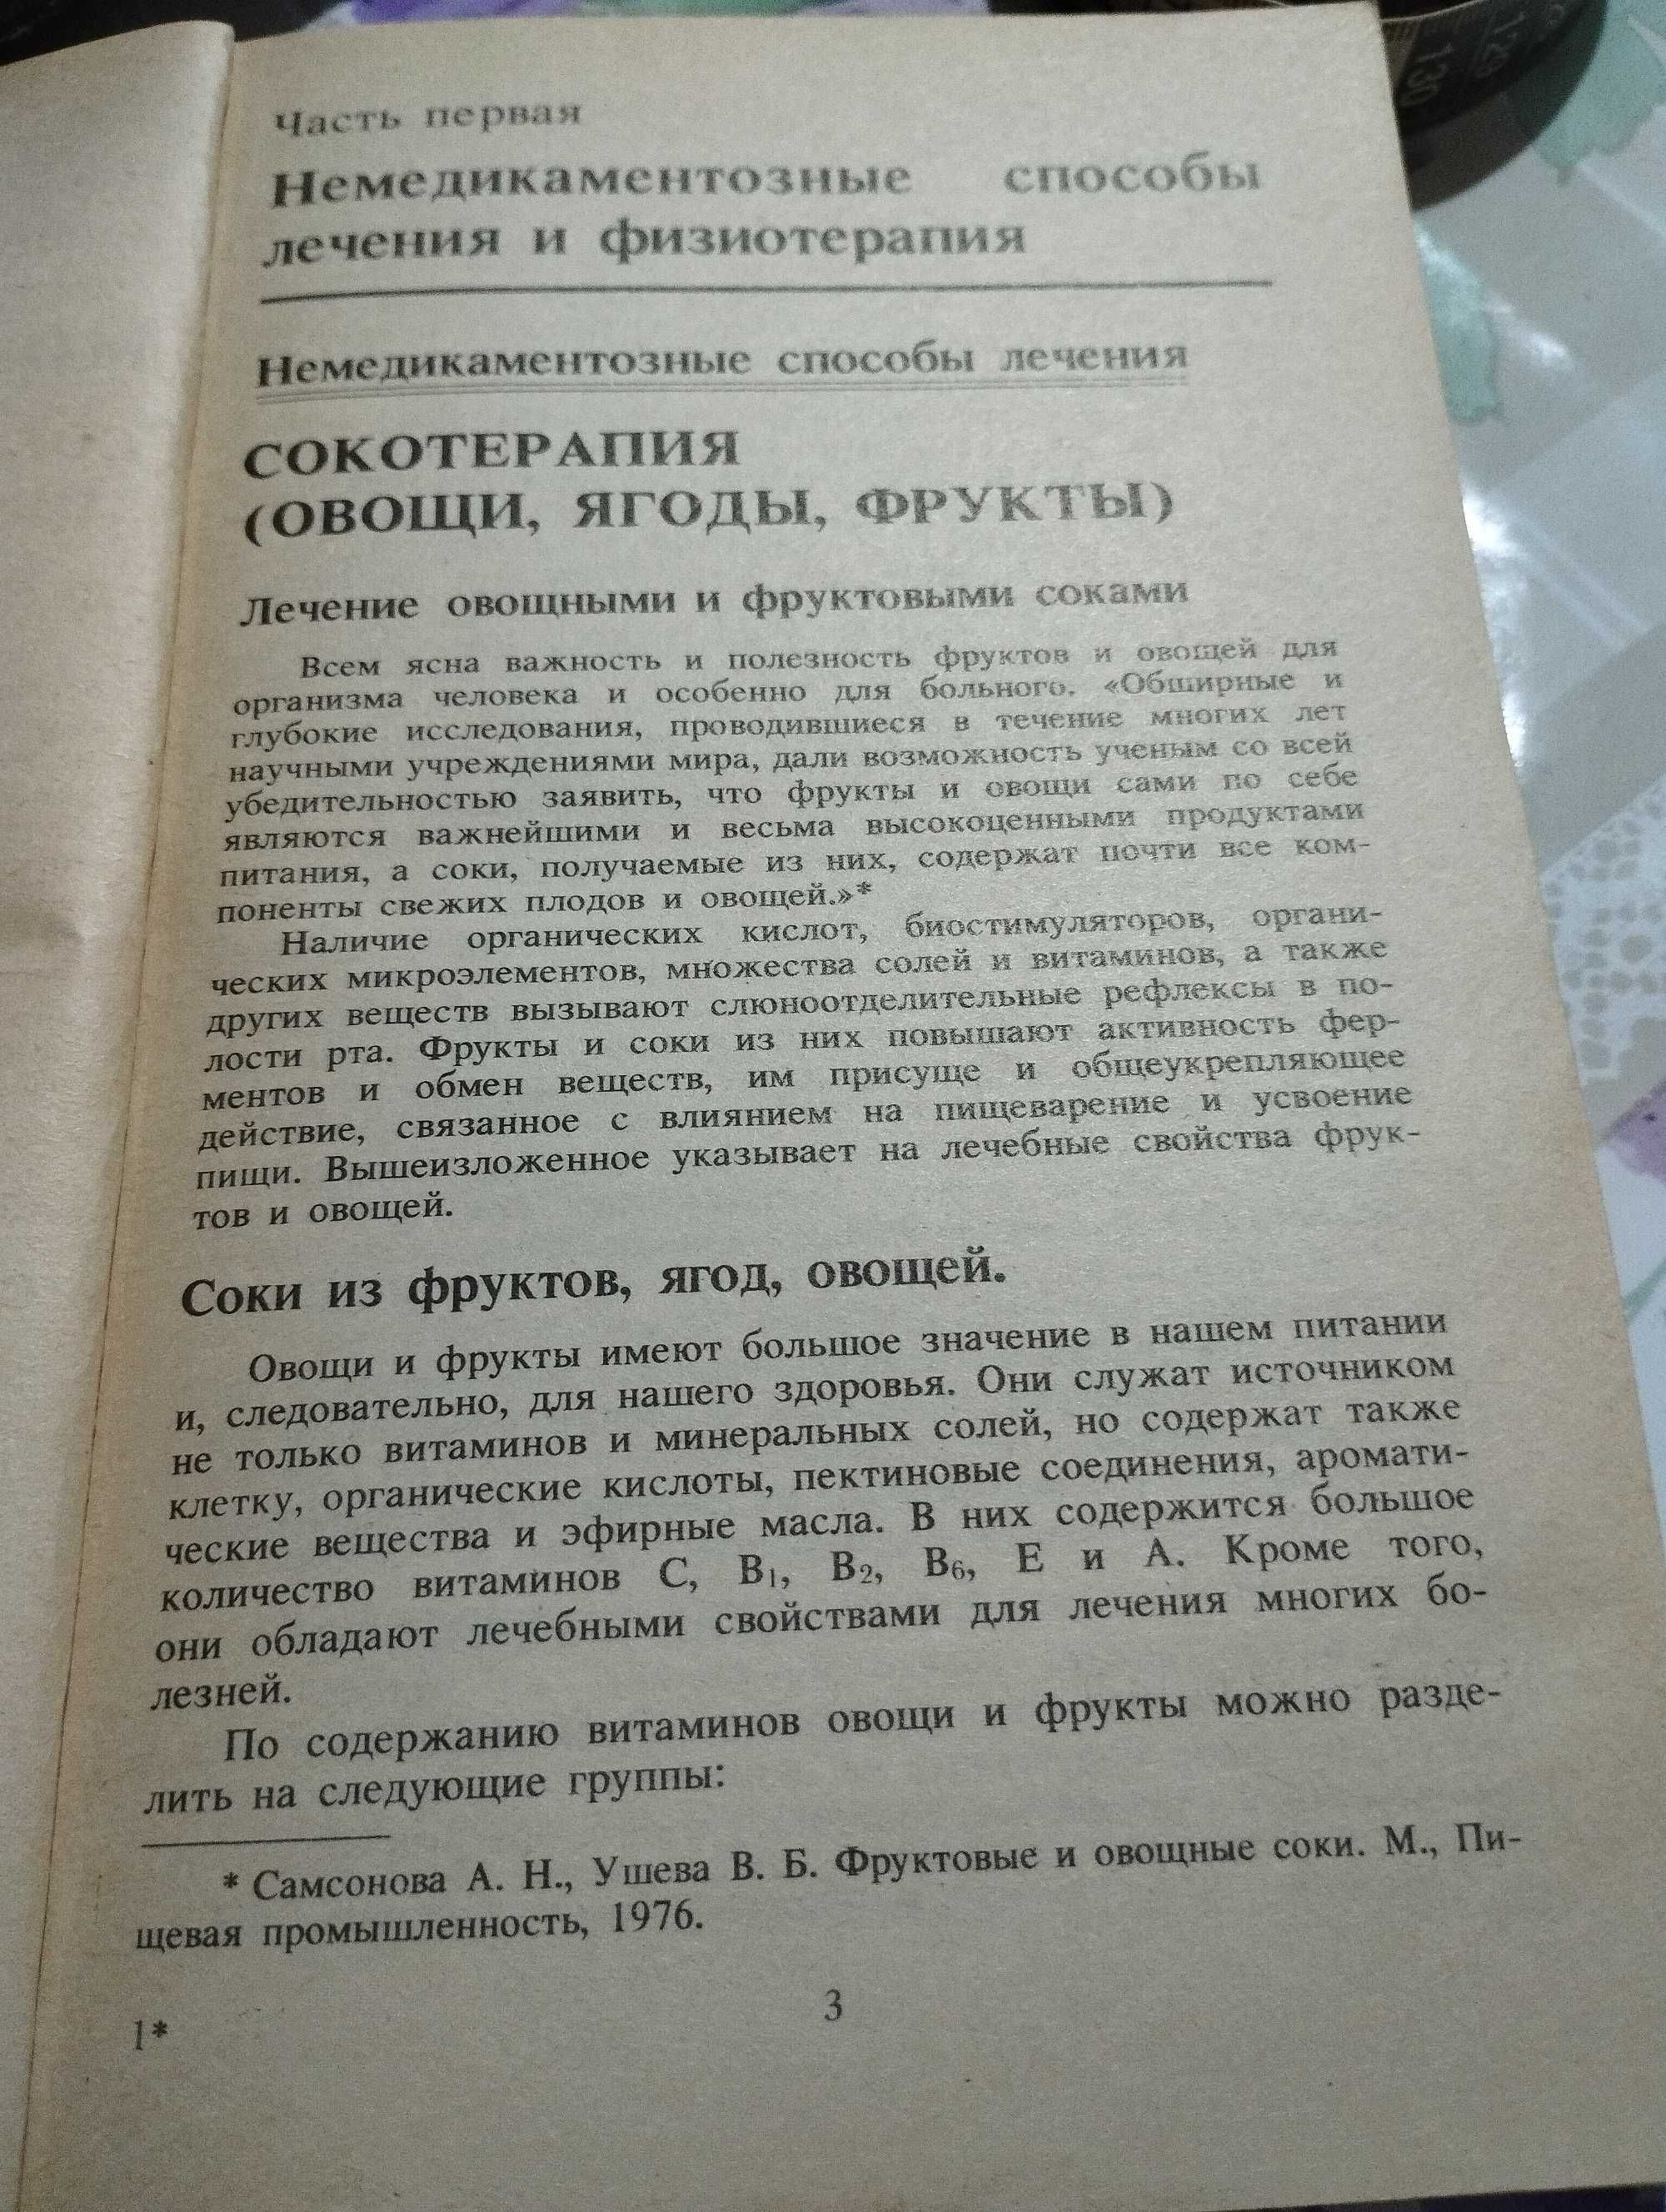 Часть первая
Немедикаментозные способы
лечения и физиотерапия
Немедикаментозные способы лечения
СОКОТЕРАПИЯ
(ОВОЩИ, ЯГОДЫ, ФРУКТЫ)
Лечение овощными и фруктовыми соками
Всем ясна важность и полезность фруктов и овощей для
организма человека и особенно для больного. «Обширные и
глубокие исследования, проводившиеся в течение многих лет
научными учреждениями мира, дали возможность ученым со всей
убедительностью заявить, что фрукты и овощи сами по себе
являются важнейшими и весьма высокоценными продуктами
питания, а соки, получаемые из них, содержат почти все ком-
поненты свежих плодов и овощей.»*
Наличие органических кислот, биостимуляторов, органи-
ческих микроэлементов, множества солей и витаминов, а также
других веществ вызывают слюноотделительные рефлексы в по-
лости рта. Фрукты и соки из них повышают активность фер-
ментов и обмен веществ, им присуще и общеукрепляющее
действие, связанное с влиянием на пищеварение и усвоение
пищи. Вышеизложенное указывает на лечебные свойства фрук-
тов и овощей.
Соки из фруктов, ягод, овощей.
Овощи и фрукты имеют большое значение в нашем питании
и, следовательно, для нашего здоровья. Они служат источником
не только витаминов и минеральных солей, но содержат также
клетку, органические кислоты, пектиновые соединения, аромати-
ческие вещества и эфирные масла. В них содержится большое
количество витаминов С, В₁, В₂, В₆, Е и А. Кроме того,
они обладают лечебными свойствами для лечения многих бо-
лезней.
По содержанию витаминов овощи и фрукты можно разде-
лить на следующие группы:
* Самсонова А. Н., Ушева В. Б. Фруктовые и овощные соки. М., Пи-
щевая промышленность, 1976.
3
1*
120
130